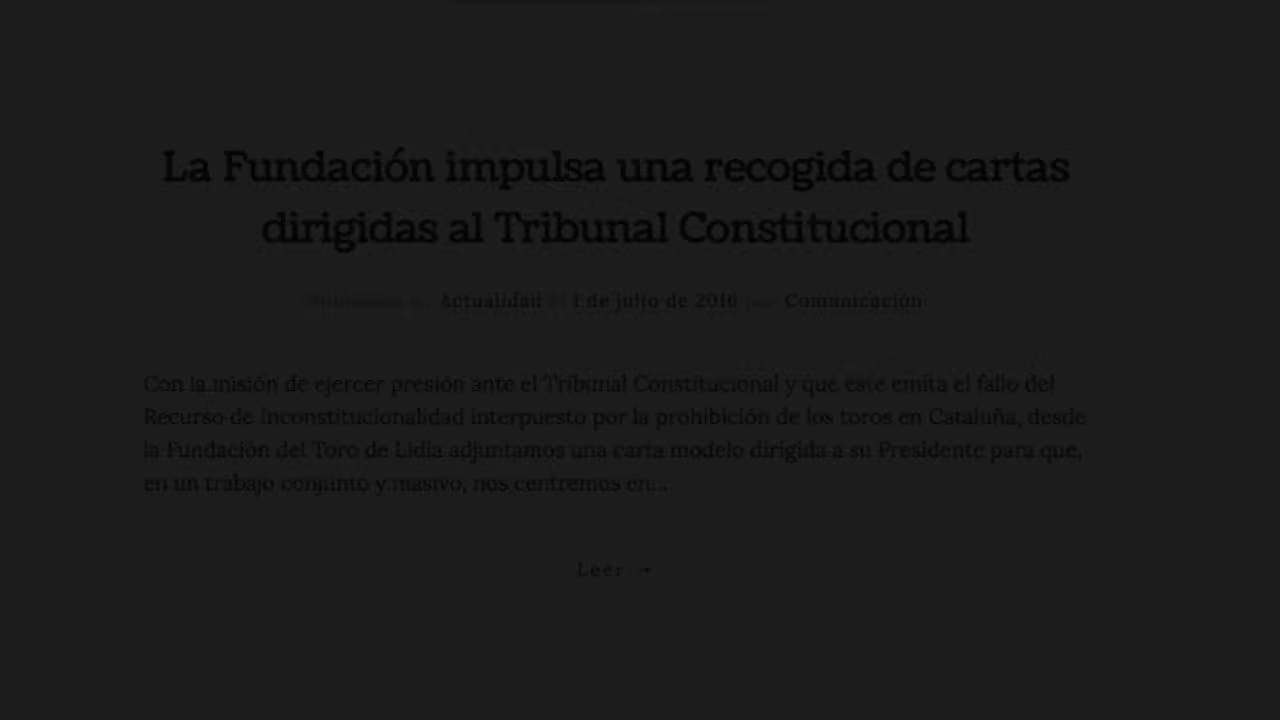 La Fundación impulsa una recogida de cartas
dirigidas al Tribunal Constitucional
Actualidad 1 de julio de 2016 Comunicación
Con la misión de ejercer presión ante el Tribunal Constitucional y que este emita el fallo del
Recurso de Inconstitucionalidad interpuesto por la prohibición de los toros en Cataluña, desde
la Fundación del Toro de Lidia adjuntamos una carta modelo dirigida a su Presidente para que,
en un trabajo conjunto y masivo, nos centremos en...
Leer →